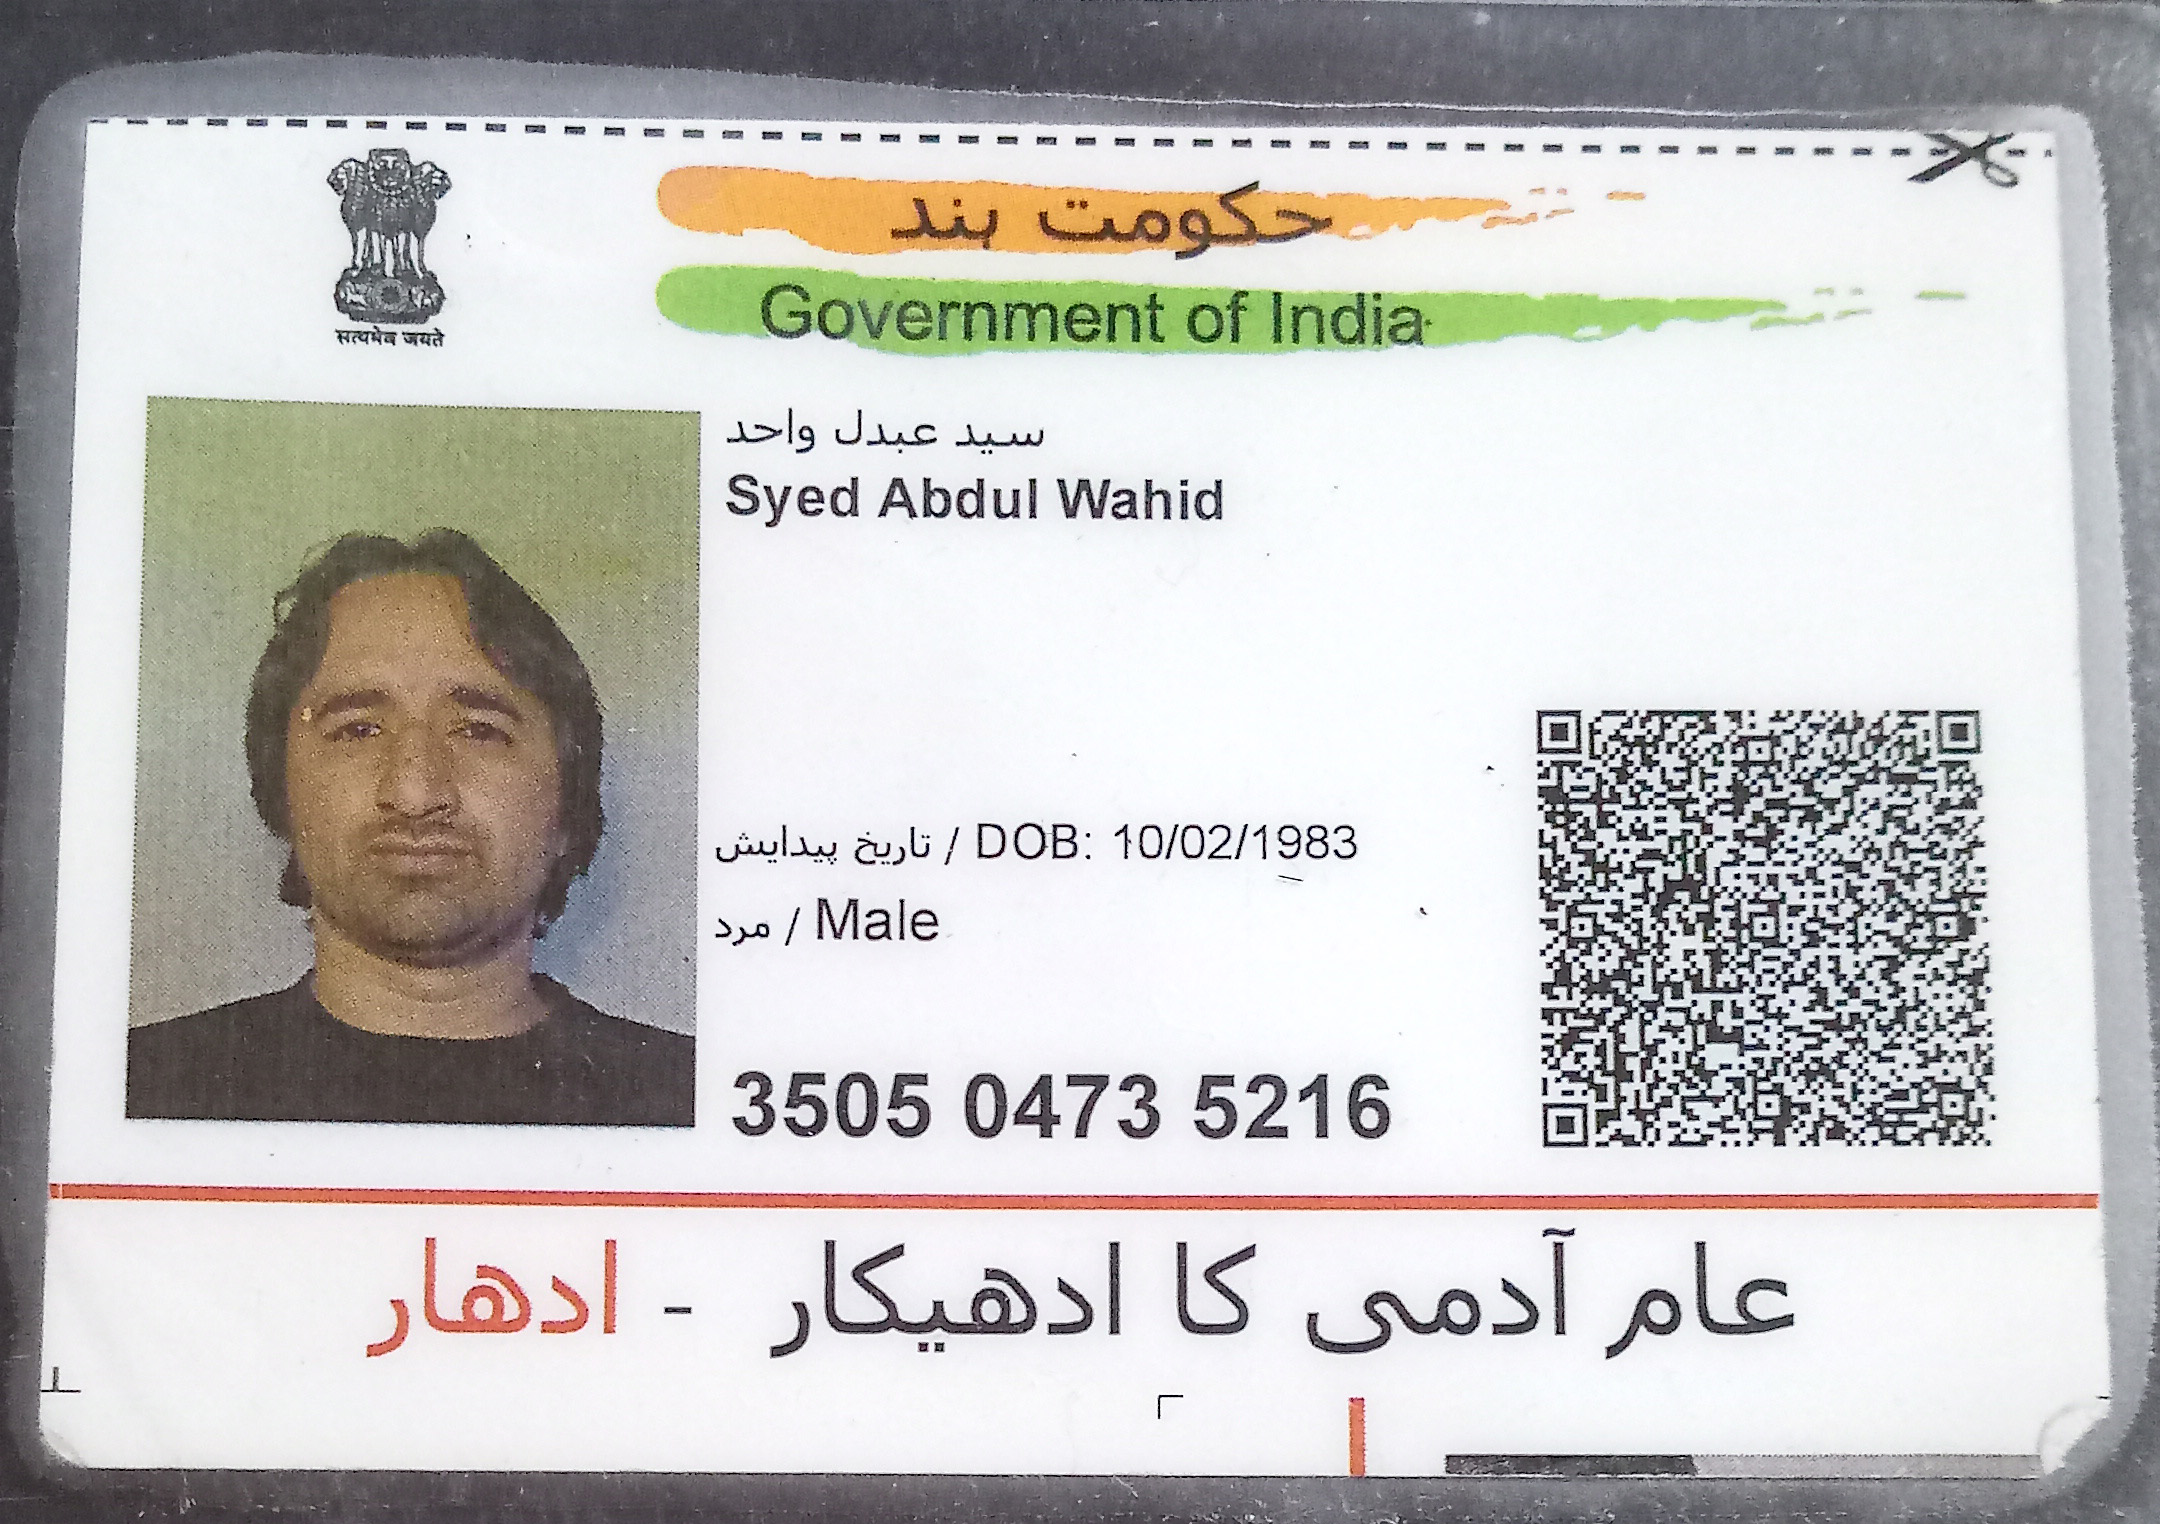 حکومت ہند
Government of India
सत्यमेव जयते
سید عبدل واحد
Syed Abdul Wahid
تاریخ پیدایش / DOB: 10/02/1983
مرد / Male
3505 0473 5216
عام آدمی کا ادھیکار - ادھار